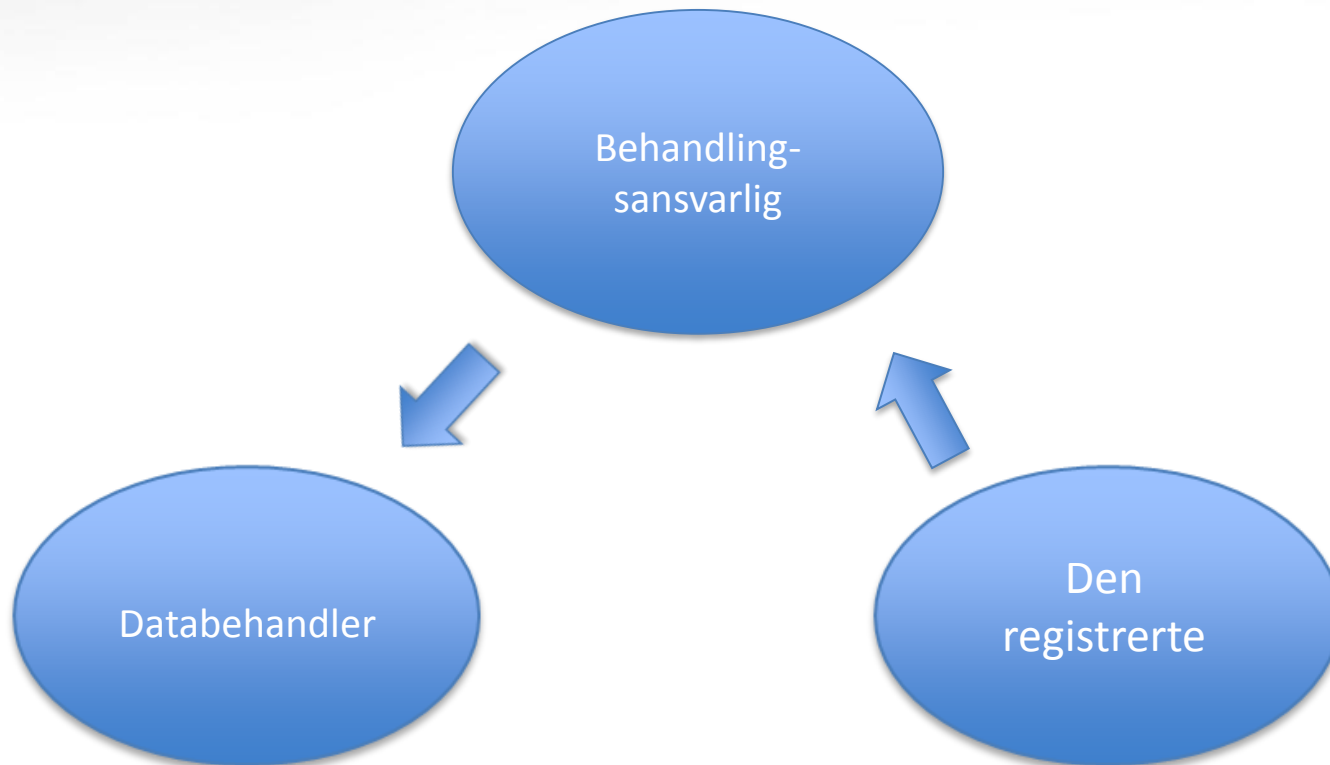 Behandling-
sansvarlig
Databehandler
Den
registrerte